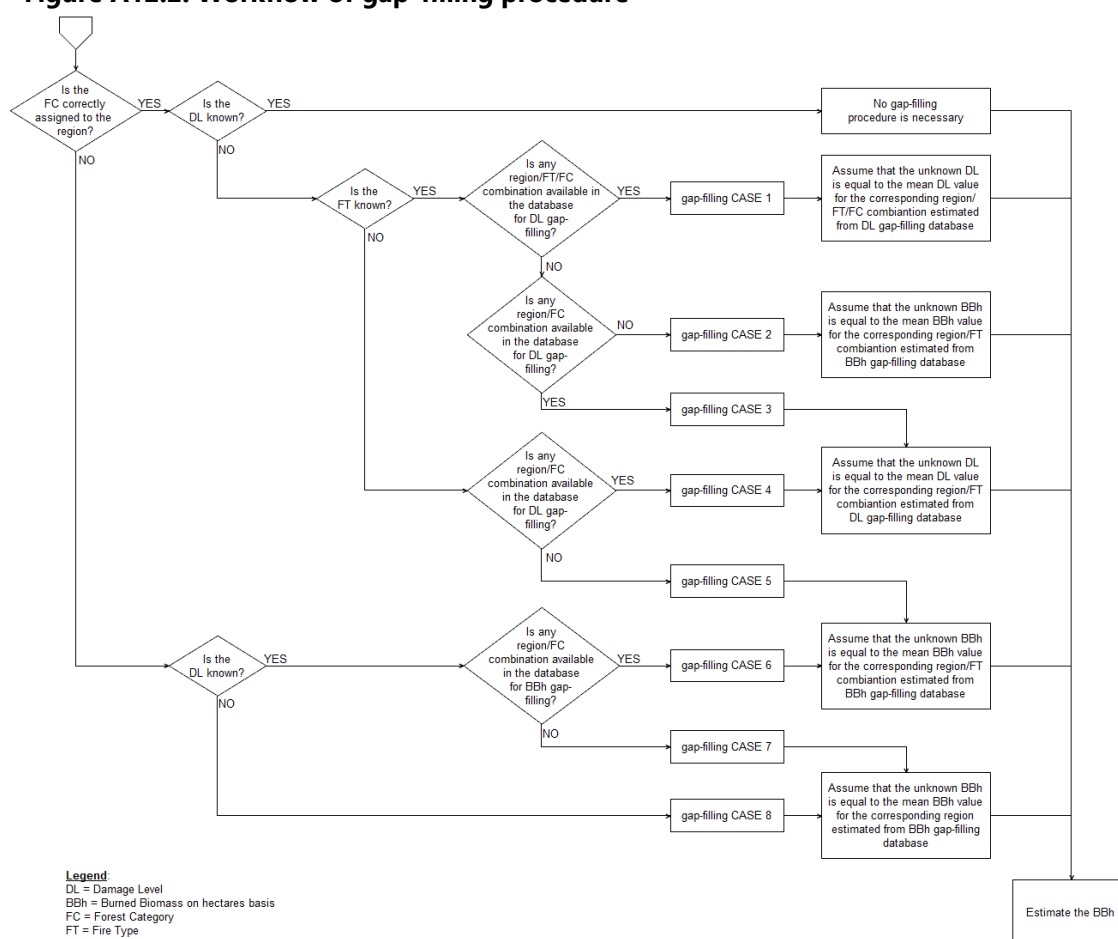 Figure A12.2: Workflow of gap-filling procedure
Is the
FC correctly
assigned to the
region?
YES
NO
Is the
DL known?
YES
NO
No gap-filling
procedure is necessary
Is the
FT known?
YES
NO
Is any
region/FT/FC
combination available in
the database
for DL gap-
filling?
YES
NO
gap-filling CASE 1
Assume that the unknown DL
is equal to the mean DL value
for the corresponding region/
FT/FC combiantion estimated
from DL gap-filling database
Is any
region/FC
combination available
in the database
for DL gap-
filling?
NO
YES
gap-filling CASE 2
Assume that the unknown BBh
is equal to the mean BBh value
for the corresponding region/FT
combiantion estimated from
BBh gap-filling database
gap-filling CASE 3
Is any
region/FC
combination available
in the database
for DL gap-
filling?
YES
NO
gap-filling CASE 4
Assume that the unknown DL
is equal to the mean DL value
for the corresponding region/FT
combiantion estimated from
DL gap-filling database
gap-filling CASE 5
Is the
DL known?
YES
NO
Is any
region/FC
combination available
in the database
for BBh gap-
filling?
YES
NO
gap-filling CASE 6
Assume that the unknown BBh
is equal to the mean BBh value
for the corresponding region/FT
combiantion estimated from
BBh gap-filling database
gap-filling CASE 7
gap-filling CASE 8
Assume that the unknown BBh
is equal to the mean BBh value
for the corresponding region
estimated from BBh gap-filling
database
Estimate the BBh
Legend:
DL = Damage Level
BBh = Burned Biomass on hectares basis
FC = Forest Category
FT = Fire Type